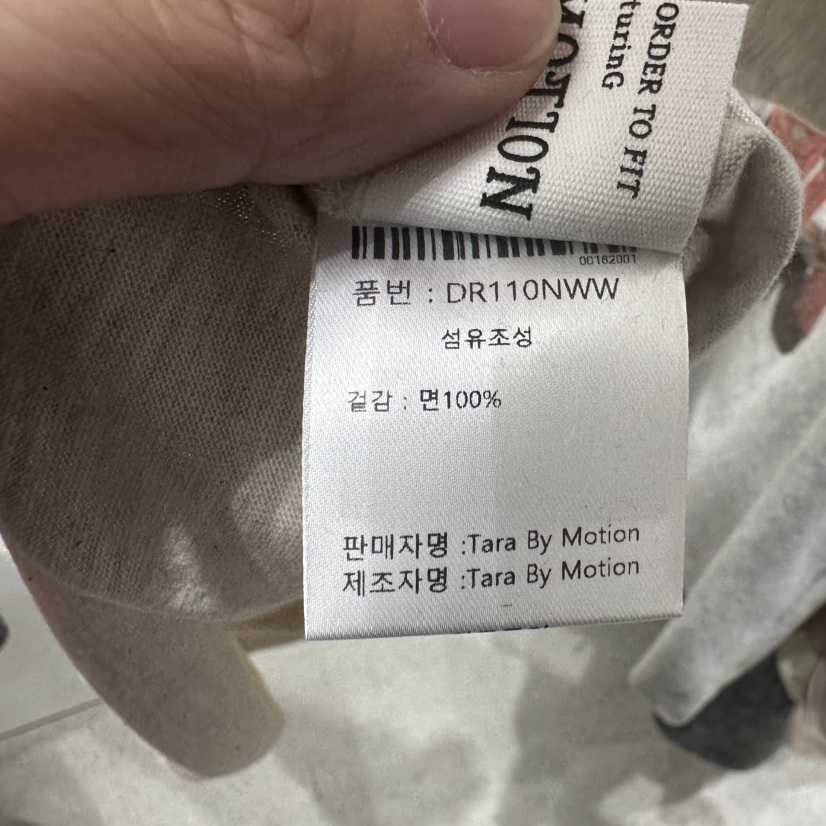 ORDER TO FIT
turinG
MOTION
00182001
품번 : DR110NWW
섬유조성
겉감 : 면100%
판매자명 :Tara By Motion
제조자명 :Tara By Motion